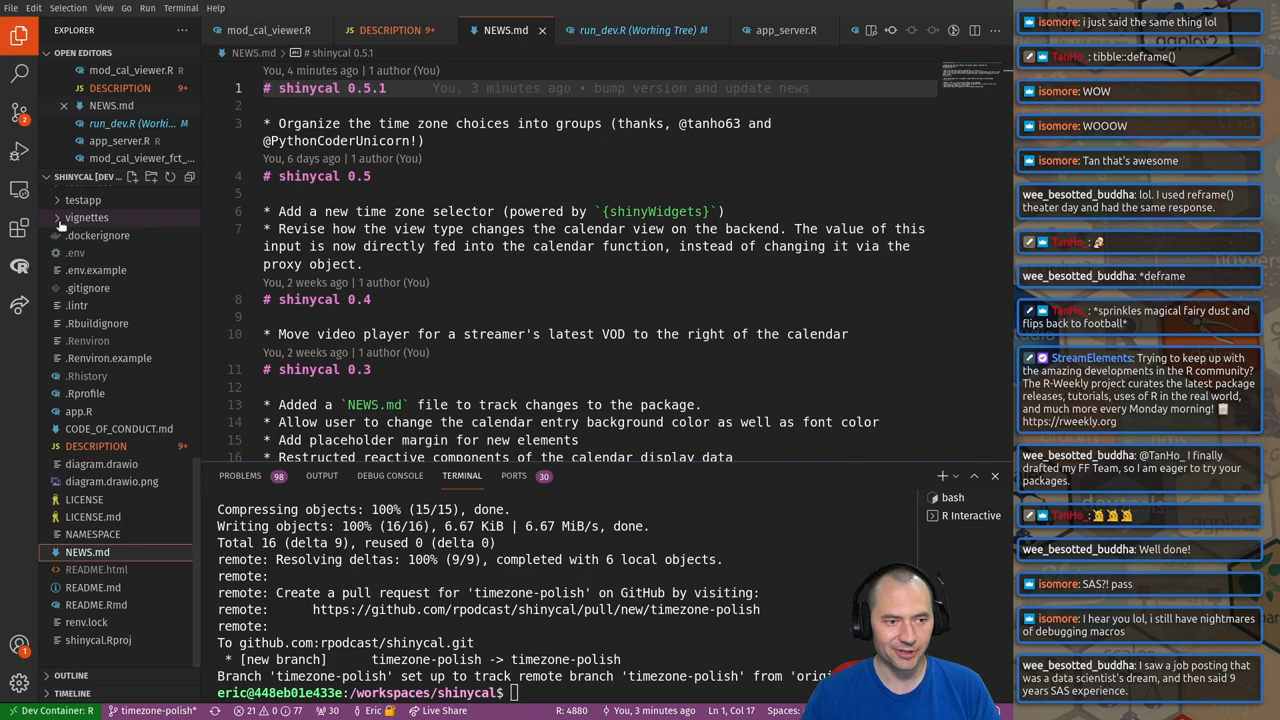 File Edit View Go Run Terminal
EXPLORER
OPEN EDITORS
mod_cal_viewer.R
DESCRIPTION 9+
NEWS.md
run_dev.R (Worki... M
app_server.R
mod_cal_viewer_fct_...
SHINYCAL [DEV ...
testapp
vignettes
.dockerignore
.env
.env.example
.gitignore
.lintr
.Rbuildignore
.Renviron
.Renviron.example
.Rhistory
.Rprofile
app.R
CODE_OF_CONDUCT.md
DESCRIPTION 9+
diagram.drawio
diagram.drawio.png
LICENSE
LICENSE.md
NAMESPACE
NEWS.md
README.html
README.md
README.Rmd
renv.lock
shinycal.Rproj
OUTLINE
TIMELINE
2
1
mod_cal_viewer.R
DESCRIPTION 9+
NEWS.md
run_dev.R (Working Tree) M
app_server.R
NEWS.md > # shinycal 0.5.1
You, 4 minutes ago | 1 author (You)
1 # shinycal 0.5.1 You, 3 minutes ago • bump version and update news
2
3 * Organize the time zone choices into groups (thanks, @tanho63 and
@PythonCoderUnicorn!)
You, 6 days ago | 1 author (You)
4 # shinycal 0.5
5
6 * Add a new time zone selector (powered by `{shinyWidgets}`)
7 * Revise how the view type changes the calendar view on the backend. The value of this
input is now directly fed into the calendar function, instead of changing it via the
proxy object.
You, 2 weeks ago | 1 author (You)
8 # shinycal 0.4
9
10 * Move video player for a streamer's latest VOD to the right of the calendar
You, 2 weeks ago | 1 author (You)
11 # shinycal 0.3
12
13 * Added a `NEWS.md` file to track changes to the package.
14 * Allow user to change the calendar entry background color as well as font color
15 * Add placeholder margin for new elements
16 * Restructed reactive components of the calendar display data
PROBLEMS 98 OUTPUT DEBUG CONSOLE TERMINAL PORTS 30
bash
R Interactive
Compressing objects: 100% (15/15), done.
Writing objects: 100% (16/16), 6.67 KiB | 6.67 MiB/s, done.
Total 16 (delta 9), reused 0 (delta 0)
remote: Resolving deltas: 100% (9/9), completed with 6 local objects.
remote:
remote: Create a pull request for 'timezone-polish' on GitHub by visiting:
remote: https://github.com/rpodcast/shinycal/pull/new/timezone-polish
remote:
To github.com:rpodcast/shinycal.git
* [new branch] timezone-polish -> timezone-polish
Branch 'timezone-polish' set up to track remote branch 'timezone-polish' from 'orig
eric@448eb01e433e:/workspaces/shinycal$
Dev Container: R timezone-polish* 21 0 77 Eric Live Share R: 4880 You, 3 minutes ago Ln 1, Col 17 Spaces:
isomore: i just said the same thing lol
TanHo_: tibble::deframe()
isomore: WOW
isomore: WOOOW
isomore: Tan that's awesome
wee_besotted_buddha: lol. I used reframe()
theater day and had the same response.
TanHo_:
wee_besotted_buddha: *deframe
TanHo_: *sprinkles magical fairy dust and
flips back to football*
StreamElements: Trying to keep up with
the amazing developments in the R community?
The R-Weekly project curates the latest package
releases, tutorials, uses of R in the real world,
and much more every Monday morning!
https://rweekly.org
wee_besotted_buddha: @TanHo_ I finally
drafted my FF Team, so I am eager to try your
packages.
TanHo_:
wee_besotted_buddha: Well done!
isomore: SAS?! pass
isomore: I hear you lol, i still have nightmares
of debugging macros
wee_besotted_buddha: I saw a job posting that
was a data scientist's dream, and then said 9
years SAS experience.